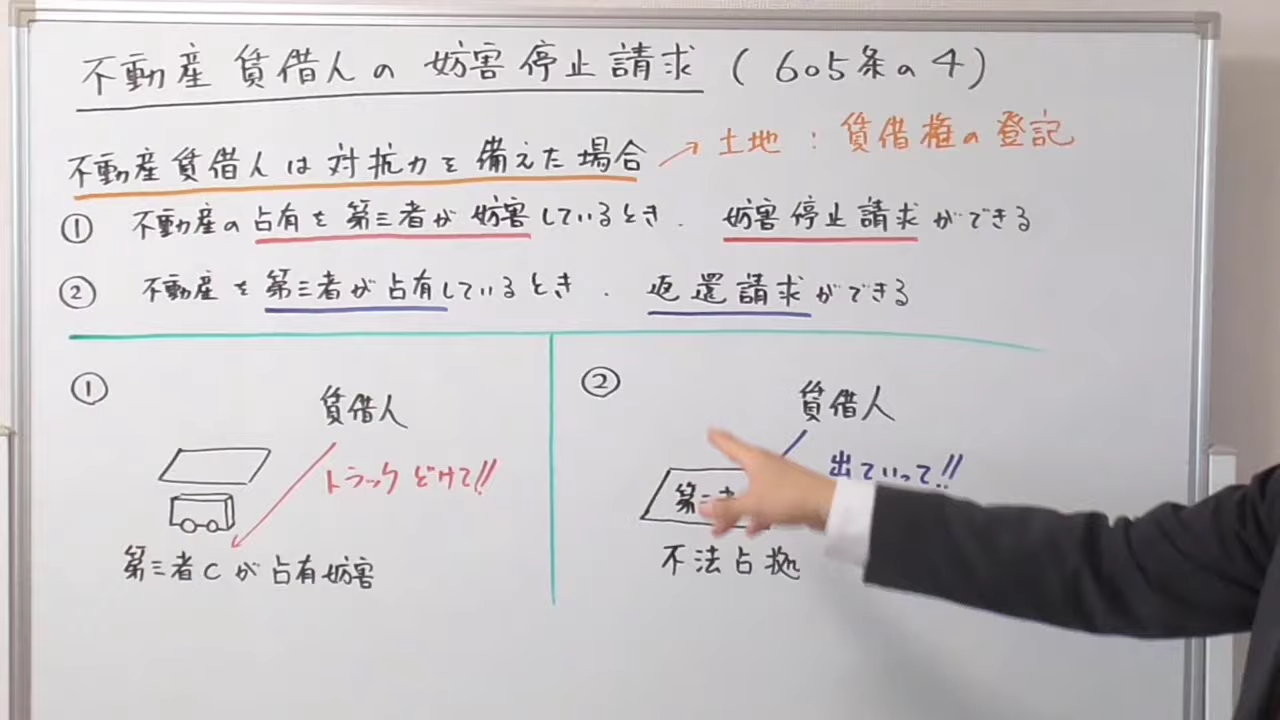 不動産賃借人の妨害停止請求(605条の4)
不動産賃借人は対抗力を備えた場合→土地:賃借権の登記
① 不動産の占有を第三者が妨害しているとき. 妨害停止請求ができる
② 不動産を第三者が占有しているとき. 返還請求ができる
①
賃借人
トラックどけて!!
第三者Cが占有妨害
②
賃借人
出ていって!!
第三
不法占拠